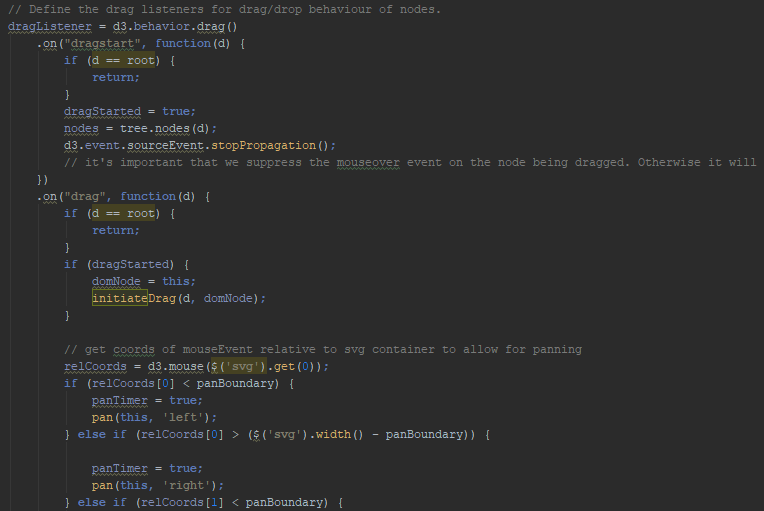 // Define the drag listeners for drag/drop behaviour of nodes.
dragListener = d3.behavior.drag()
.on("dragstart", function(d) {
if (d == root) {
return;
}
dragStarted = true;
nodes = tree.nodes(d);
d3.event.sourceEvent.stopPropagation();
// it's important that we suppress the mouseover event on the node being dragged. Otherwise it will
})
.on("drag", function(d) {
if (d == root) {
return;
}
if (dragStarted) {
domNode = this;
initiateDrag(d, domNode);
}
// get coords of mouseEvent relative to svg container to allow for panning
relCoords = d3.mouse($('svg').get(0));
if (relCoords[0] < panBoundary) {
panTimer = true;
pan(this, 'left');
} else if (relCoords[0] > ($('svg').width() - panBoundary)) {
panTimer = true;
pan(this, 'right');
} else if (relCoords[1] < panBoundary) {